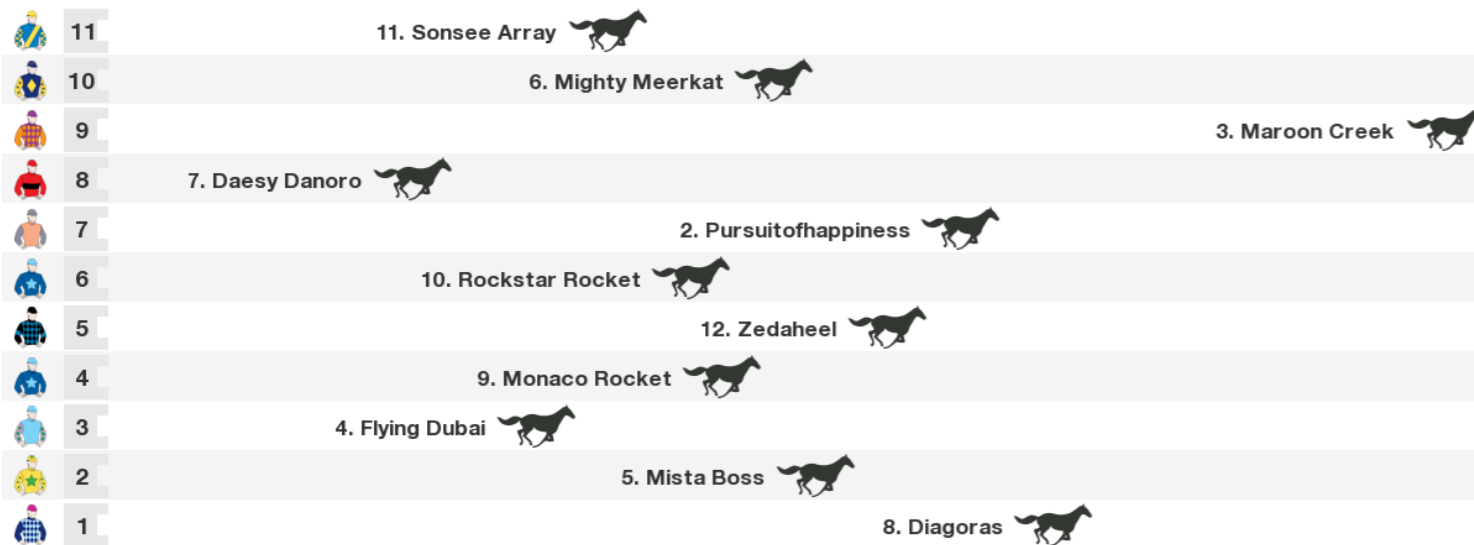 11 11. Sonsee Array
10 6. Mighty Meerkat
9 3. Maroon Creek
8 7. Daesy Danoro
7 2. Pursuitofhappiness
6 10. Rockstar Rocket
5 12. Zedaheel
4 9. Monaco Rocket
3 4. Flying Dubai
2 5. Mista Boss
1 8. Diagoras